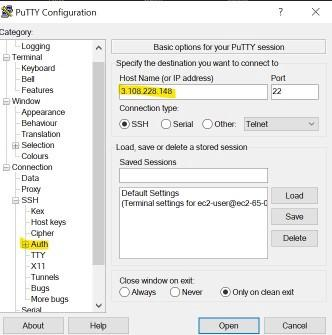 PuTTY Configuration
Category:
Logging
Terminal
Keyboard
Bell
Features
Window
Appearance
Behaviour
Translation
Selection
Colours
Connection
Data
Proxy
SSH
Kex
Host keys
Cipher
Auth
TTY
X11
Tunnels
Bugs
More bugs
Serial
Basic options for your PuTTY session
Specify the destination you want to connect to
Host Name (or IP address) Port
3.108.228.148 22
Connection type:
SSH Serial Other: Telnet
Load, save or delete a stored session
Saved Sessions
Default Settings
(Terminal settings for ec2-user@ec2-65-0
Load
Save
Delete
Close window on exit:
Always Never Only on clean exit
About Help Open Cancel